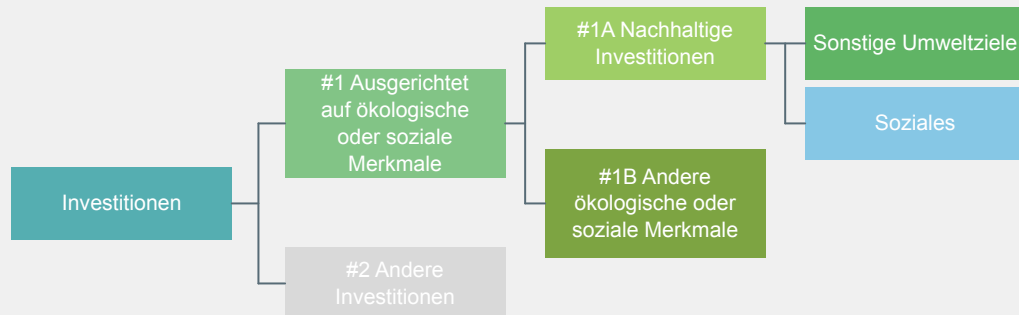 Investitionen
#1 Ausgerichtet
auf ökologische
oder soziale
Merkmale
#2 Andere
Investitionen
#1A Nachhaltige
Investitionen
#1B Andere
ökologische oder
soziale Merkmale
Sonstige Umweltziele
Soziales